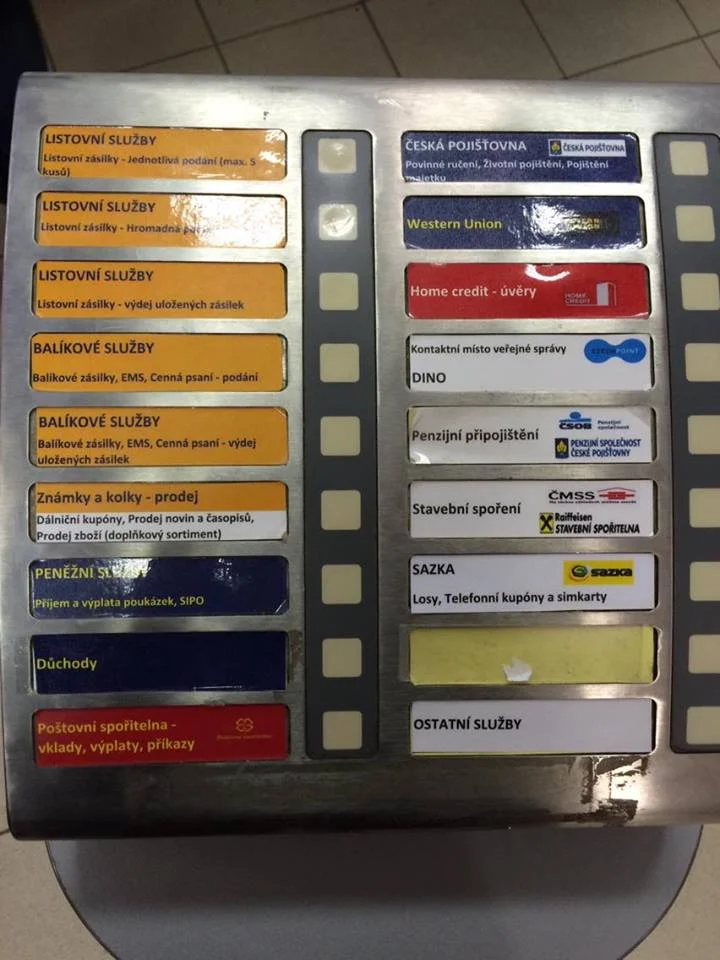 LISTOVNÍ SLUŽBY
Listovní zásilky - Jednotlivá podání (max. 5
kusů)
LISTOVNÍ SLUŽBY
Listovní zásilky - Hromadná
LISTOVNÍ SLUŽBY
Listovní zásilky - výdej uložených zásilek
BALÍKOVÉ SLUŽBY
Balíkové zásilky, EMS, Cenná psaní - podání
BALÍKOVÉ SLUŽBY
Balíkové zásilky, EMS, Cenná psaní - výdej
uložených zásilek
Známky a kolky - prodej
Dálniční kupóny, Prodej novin a časopisů,
Prodej zboží (doplňkový sortiment)
PENĚŽNÍ SLUŽBY
Příjem a výplata poukázek, SIPO
Důchody
Poštovní spořitelna -
vklady, výplaty, příkazy
ČESKÁ POJIŠŤOVNA
ČESKÁ POJIŠŤOVNA
Povinné ručení, Životní pojištění, Pojištění
majetku
Western Union
Home credit - úvěry
HOME
CREDIT
Kontaktní místo veřejné správy
CZECHPOINT
DINO
Penzijní připojištění
ČSOB
Penzijní
společnost
PENZIJNÍ SPOLEČNOST
ČESKÉ POJIŠŤOVNY
Stavební spoření
ČMSS
Raiffeisen
STAVEBNÍ SPOŘITELNA
SAZKA
sazka
Losy, Telefonní kupóny a simkarty
OSTATNÍ SLUŽBY